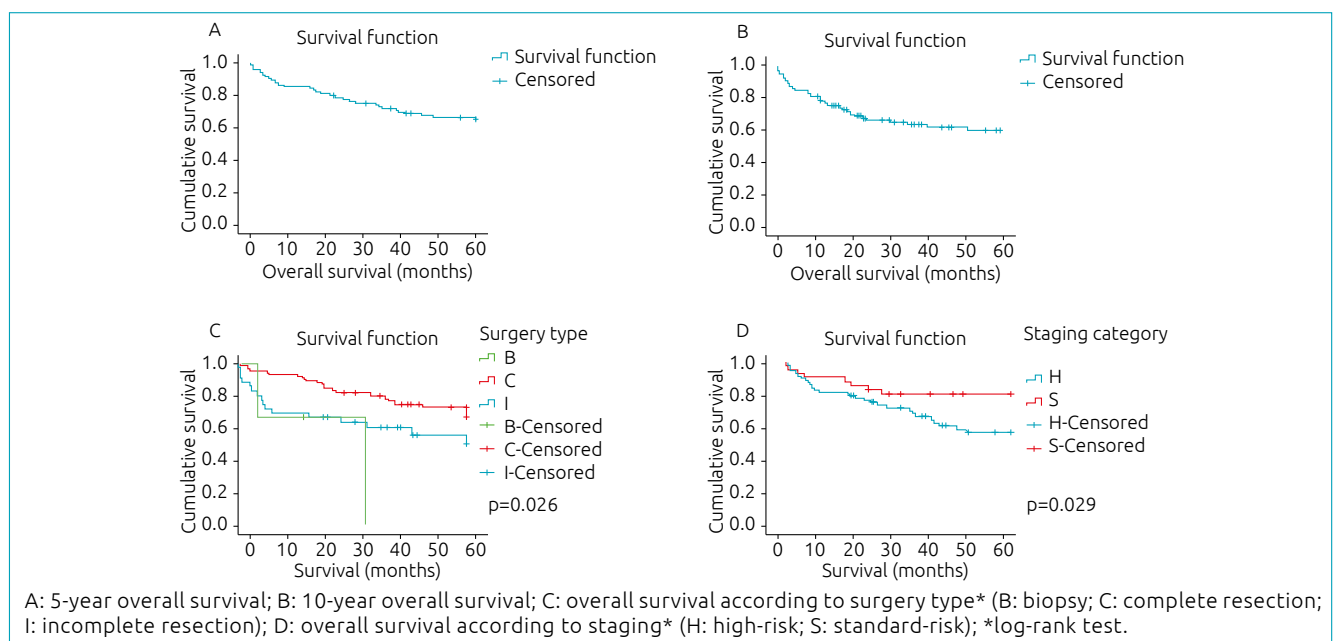 A
Survival function
Cumulative survival
1.0
0.8
0.6
0.4
0.2
0.0
0 10 20 30 40 50 60
Overall survival (months)
Survival function
Censored
B
Survival function
Cumulative survival
1.0
0.8
0.6
0.4
0.2
0.0
0 10 20 30 40 50 60
Overall survival (months)
Survival function
Censored
C
Survival function
Cumulative survival
1.0
0.8
0.6
0.4
0.2
0.0
0 10 20 30 40 50 60
Survival (months)
Surgery type
B
C
I
B-Censored
C-Censored
I-Censored
p=0.026
D
Survival function
Cumulative survival
1.0
0.8
0.6
0.4
0.2
0.0
0 10 20 30 40 50 60
Survival (months)
Staging category
H
S
H-Censored
S-Censored
p=0.029
A: 5-year overall survival; B: 10-year overall survival; C: overall survival according to surgery type* (B: biopsy; C: complete resection;
I: incomplete resection); D: overall survival according to staging* (H: high-risk; S: standard-risk); *log-rank test.